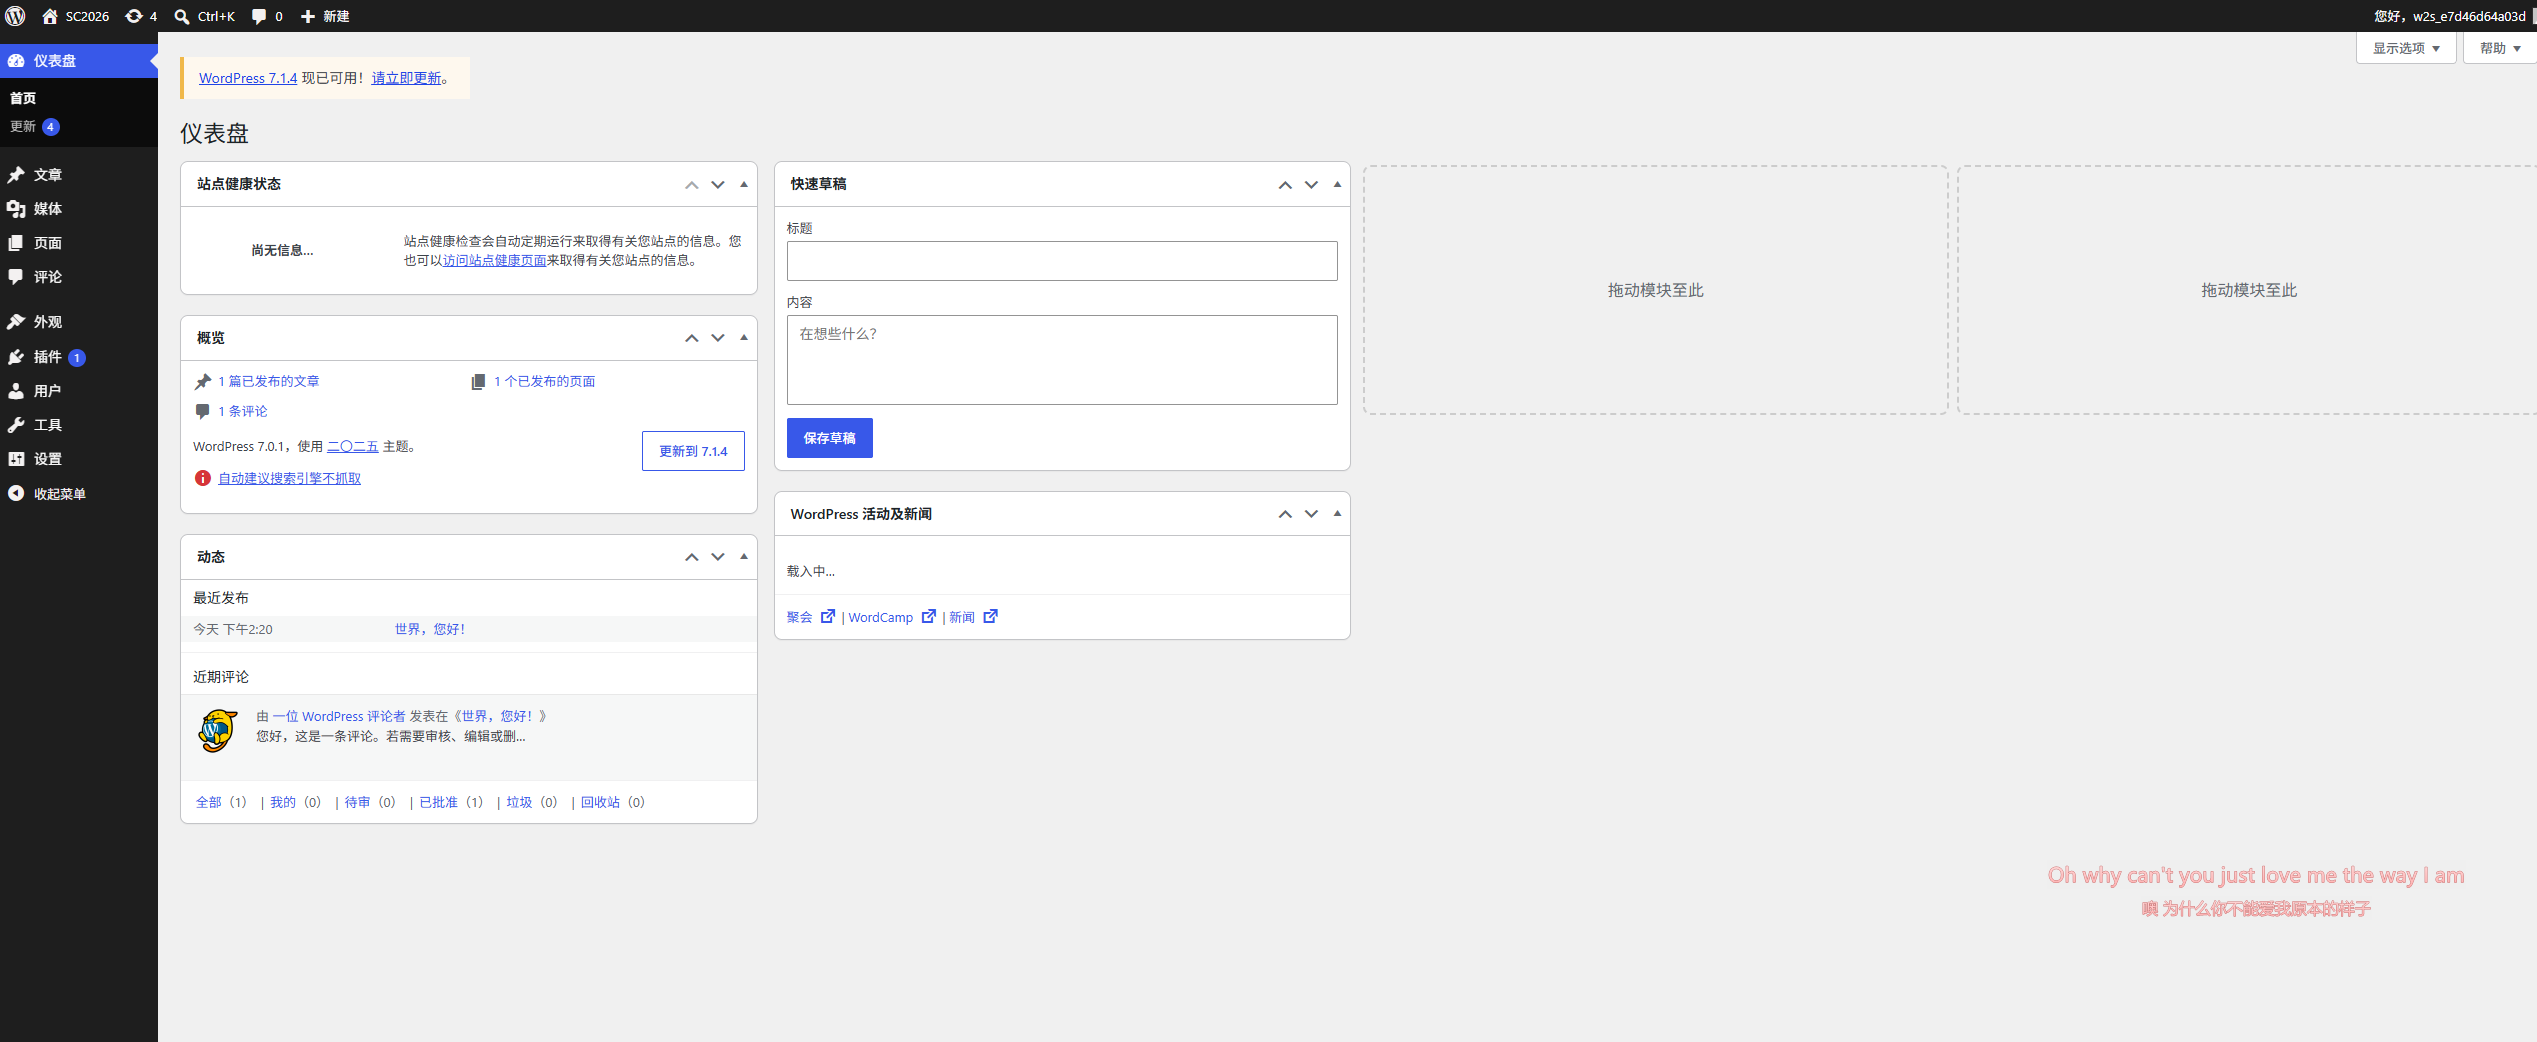 SC2026 4 Ctrl+K 0 新建
您好，w2s_e7d46d64a03d
仪表盘
首页
更新 4
文章
媒体
页面
评论
外观
插件 1
用户
工具
设置
收起菜单
显示选项
帮助
WordPress 7.1.4 现已可用！请立即更新。
仪表盘
站点健康状态
尚无信息...
站点健康检查会自动定期运行来取得有关您站点的信息。您
也可以访问站点健康页面来取得有关您站点的信息。
概览
1 篇已发布的文章
1 个已发布的页面
1 条评论
WordPress 7.0.1，使用 二〇二五 主题。
更新到 7.1.4
自动建议搜索引擎不抓取
动态
最近发布
今天 下午2:20 世界，您好！
近期评论
由 一位 WordPress 评论者 发表在《世界，您好！》
您好，这是一条评论。若需要审核、编辑或删...
全部（1） | 我的（0） | 待审（0） | 已批准（1） | 垃圾（0） | 回收站（0）
快速草稿
标题
内容
在想些什么？
保存草稿
WordPress 活动及新闻
载入中...
聚会 | WordCamp | 新闻
拖动模块至此
拖动模块至此
Oh why can't you just love me the way I am
噢 为什么你不能爱我原本的样子